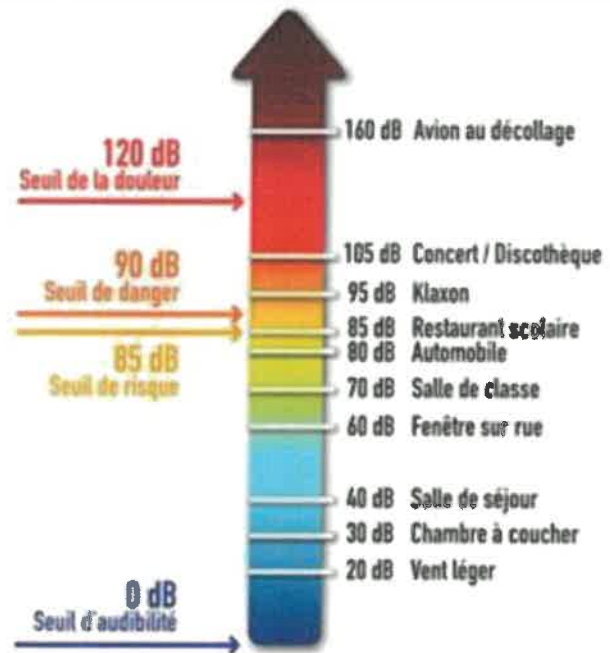 160 dB Avion au décollage
120 dB
Seuil de la douleur
105 dB Concert / Discothèque
90 dB
Seuil de danger
95 dB Klaxon
85 dB Restaurant scolaire
80 dB Automobile
85 dB
Seuil de risque
70 dB Salle de classe
60 dB Fenêtre sur rue
40 dB Salle de séjour
30 dB Chambre à coucher
20 dB Vent léger
0 dB
Seuil d'audibilité